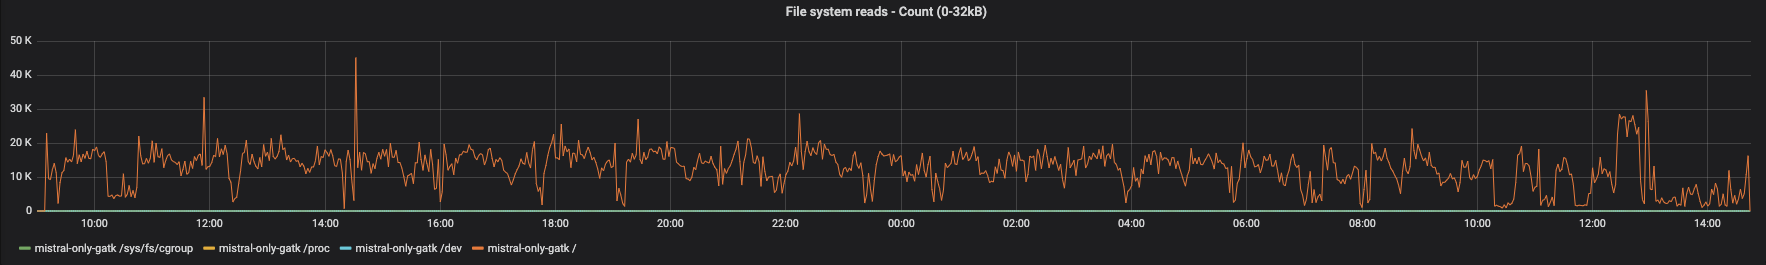 File system reads - Count (0-32kB)
50 K
40 K
30 K
20 K
10 K
0
10:00 12:00 14:00 16:00 18:00 20:00 22:00 00:00 02:00 04:00 06:00 08:00 10:00 12:00 14:00
mistral-only-gatk /sys/fs/cgroup mistral-only-gatk /proc mistral-only-gatk /dev mistral-only-gatk /